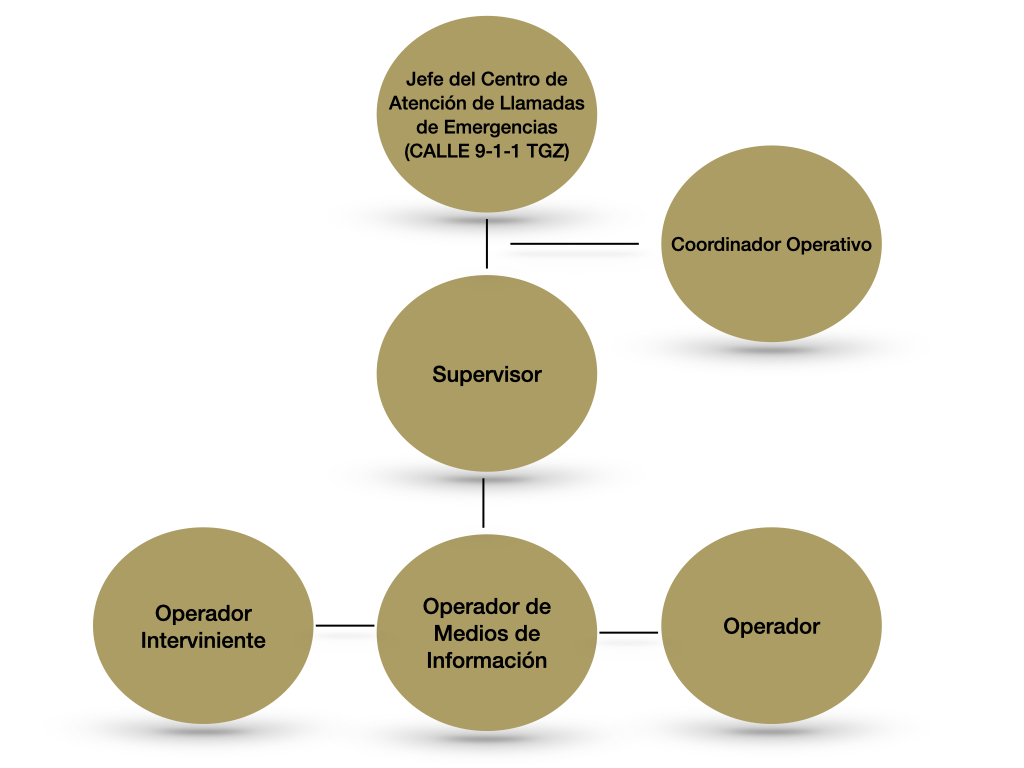 Jefe del Centro de
Atención de Llamadas
de Emergencias
(CALLE 9-1-1 TGZ)
Coordinador Operativo
Supervisor
Operador
Interviniente
Operador de
Medios de
Información
Operador